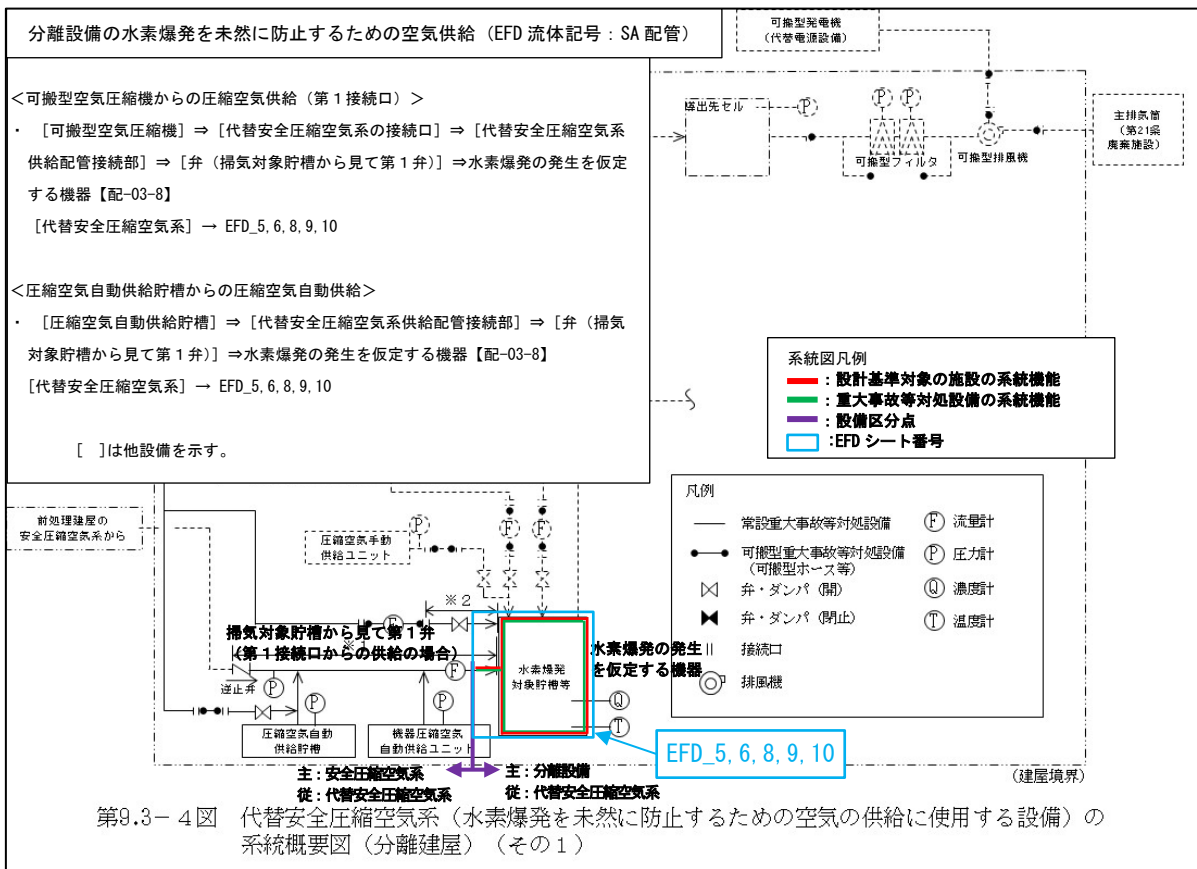 分離設備の水素爆発を未然に防止するための空気供給（EFD 流体記号：SA 配管）
＜可搬型空気圧縮機からの圧縮空気供給（第１接続口）＞
・ ［可搬型空気圧縮機］⇒［代替安全圧縮空気系の接続口］⇒［代替安全圧縮空気系
供給配管接続部］⇒［弁（掃気対象貯槽から見て第１弁）］⇒水素爆発の発生を仮定
する機器【配-03-8】
［代替安全圧縮空気系］→ EFD_5, 6, 8, 9, 10
＜圧縮空気自動供給貯槽からの圧縮空気自動供給＞
・ ［圧縮空気自動供給貯槽］⇒［代替安全圧縮空気系供給配管接続部］⇒［弁（掃気
対象貯槽から見て第１弁）］⇒水素爆発の発生を仮定する機器【配-03-8】
［代替安全圧縮空気系］→ EFD_5, 6, 8, 9, 10
［ ］は他設備を示す。
可搬型発電機
（代替電源設備）
導出先セル
P
P
P
可搬型フィルタ
可搬型排風機
主排気筒
（第21条
廃棄施設）
系統図凡例
：設計基準対象の施設の系統機能
：重大事故等対処設備の系統機能
：設備区分点
：EFD シート番号
凡例
常設重大事故等対処設備
可搬型重大事故等対処設備
（可搬型ホース等）
弁・ダンパ（開）
弁・ダンパ（閉止）
接続口
排風機
F 流量計
P 圧力計
Q 濃度計
T 温度計
前処理建屋の
安全圧縮空気系から
圧縮空気手動
供給ユニット
P
F
F
※２
F
掃気対象貯槽から見て第１弁
（第１接続口からの供給の場合）
水素爆発の発生
を仮定する機器
水素爆発
対象貯槽等
逆止弁
P
F
P
P
Q
T
圧縮空気自動
供給貯槽
機器圧縮空気
自動供給ユニット
EFD_5, 6, 8, 9, 10
主：安全圧縮空気系
従：代替安全圧縮空気系
主：分離設備
従：代替安全圧縮空気系
（建屋境界）
第9.3－４図 代替安全圧縮空気系（水素爆発を未然に防止するための空気の供給に使用する設備）の
系統概要図（分離建屋）（その１）